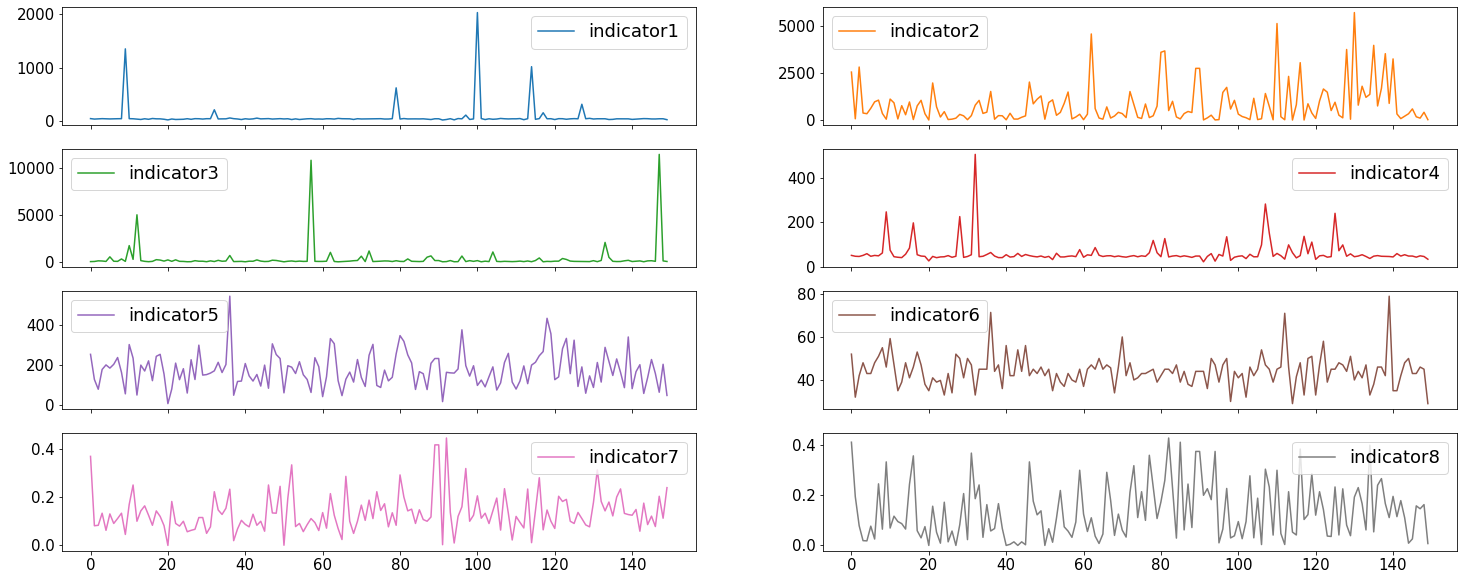 2000
1000
0
indicator1
5000
2500
0
indicator2
10000
5000
0
indicator3
400
200
0
indicator4
400
200
0
indicator5
80
60
40
indicator6
0.4
0.2
0.0
indicator7
0 20 40 60 80 100 120 140
0.4
0.2
0.0
indicator8
0 20 40 60 80 100 120 140